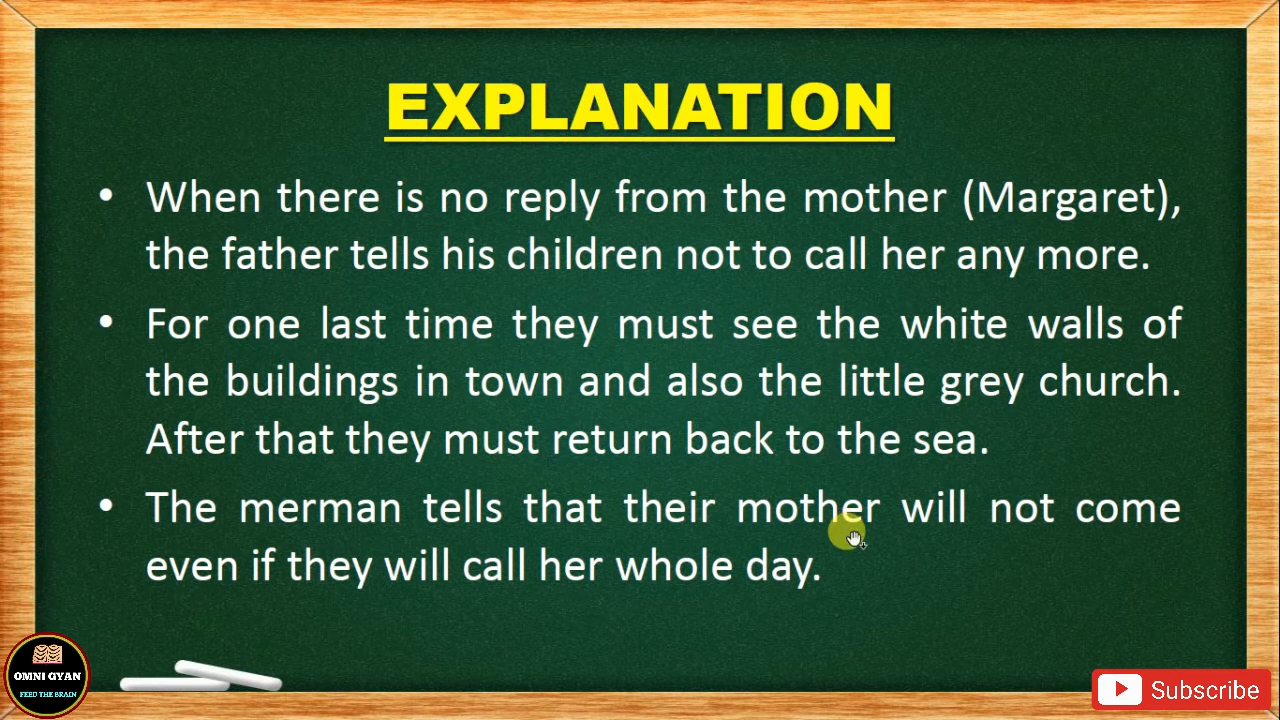 EXPLANATION
• When there is no reply from the mother (Margaret),
the father tells his children not to call her any more.
• For one last time they must see the white walls of
the buildings in town and also the little grey church.
After that they must return back to the sea.
• The merman tells that their mother will not come
even if they will call her whole day.
OMNI GYAN
FEED THE BRAIN
Subscribe